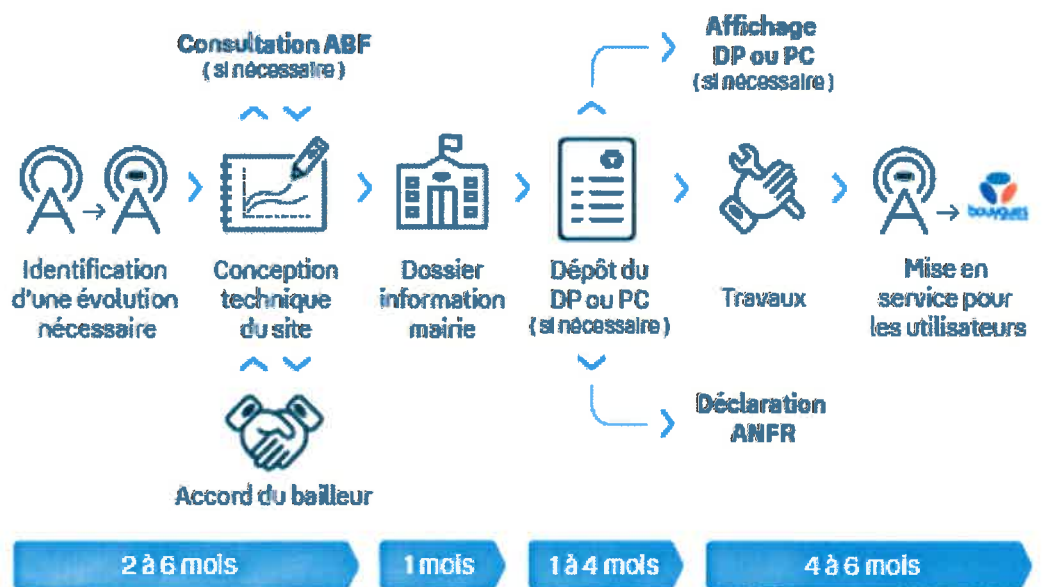 Consultation ABF
(si nécessaire)
Affichage
DP ou PC
(si nécessaire)
Identification
d'une évolution
nécessaire
Conception
technique
du site
Dossier
information
mairie
Dépôt du
DP ou PC
(si nécessaire)
Travaux
bouygues
Mise en
service pour
les utilisateurs
Accord du bailleur
Déclaration
ANFR
2 à 6 mois
1 mois
1 à 4 mois
4 à 6 mois